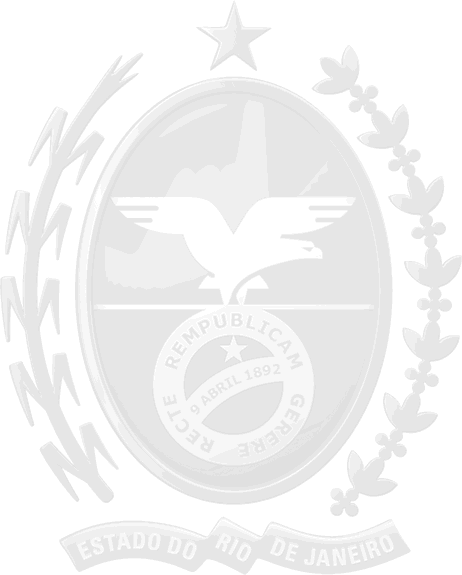 RECTE REMPUBLICAM GERERE
9 ABRIL 1892
ESTADO DO RIO DE JANEIRO